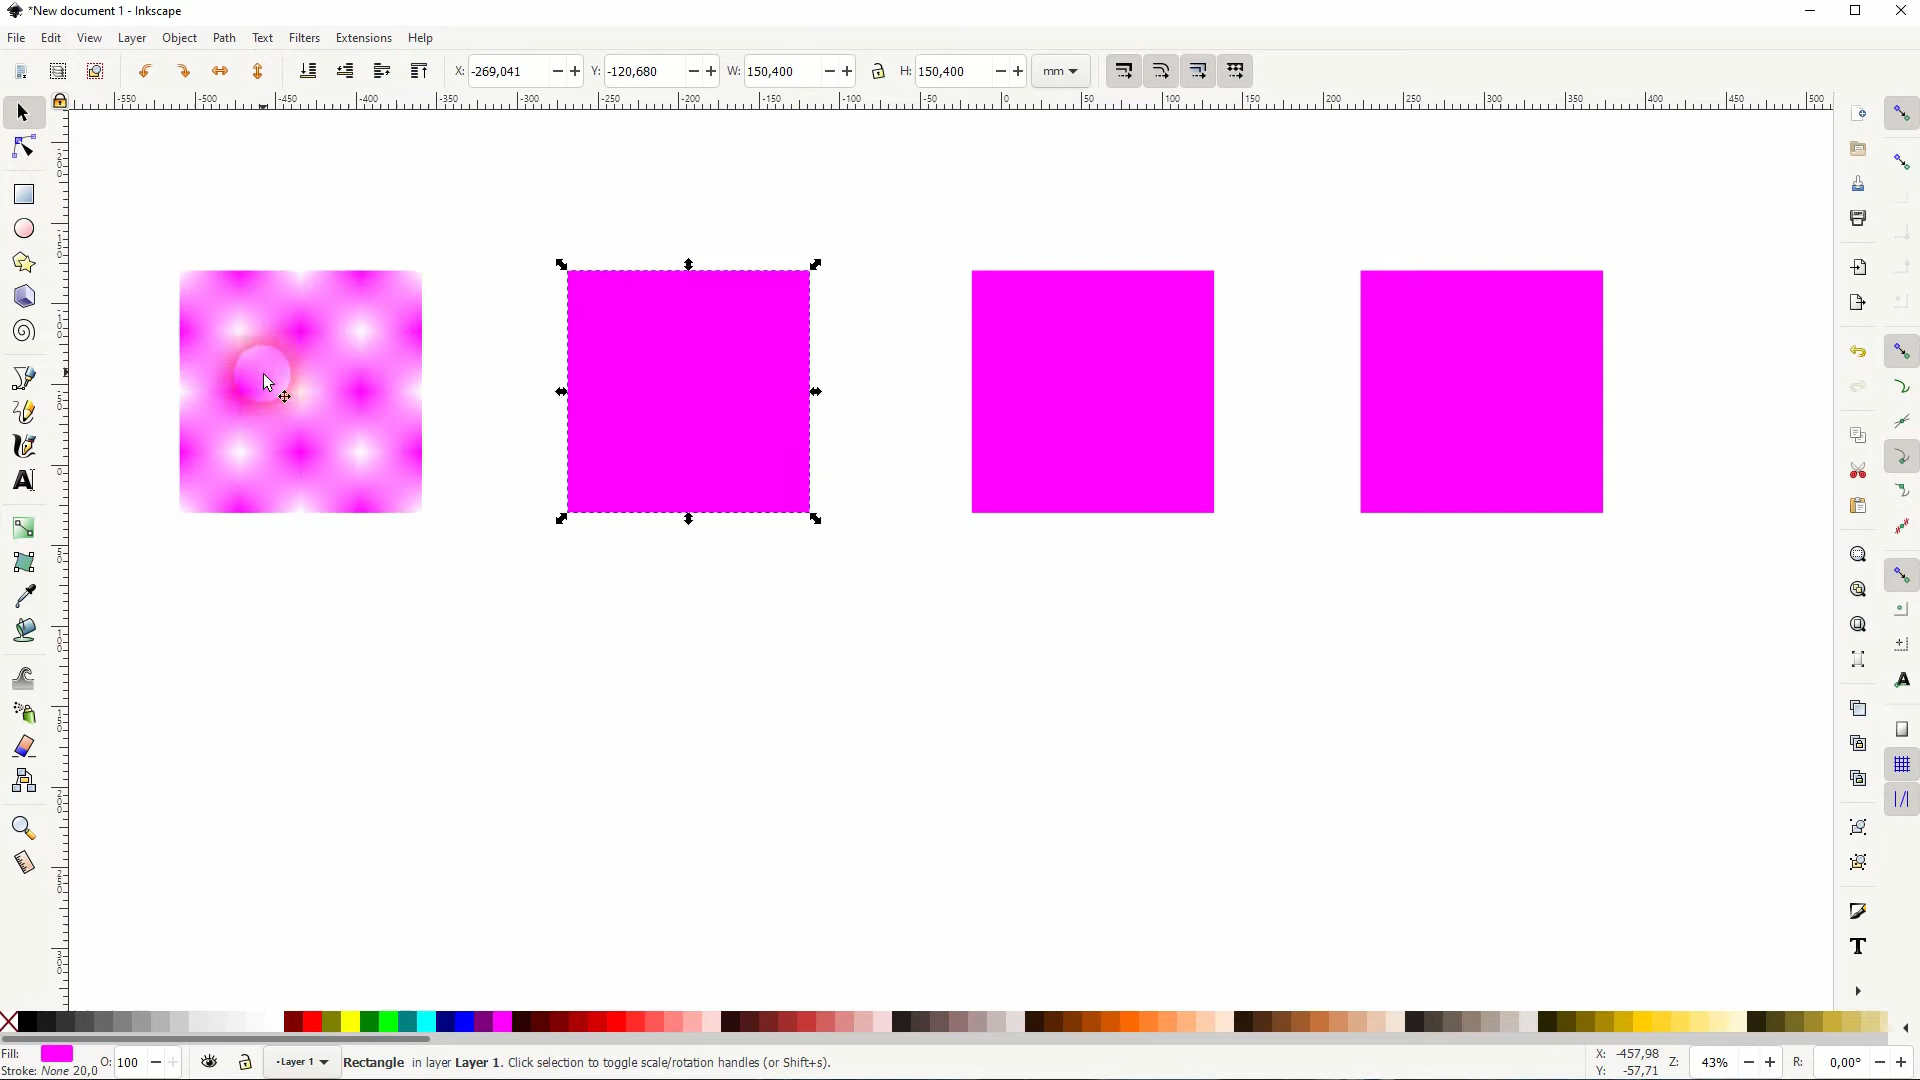 *New document 1 - Inkscape
File Edit View Layer Object Path Text Filters Extensions Help
X: -269,041 − + Y: -120,680 − + W: 150,400 − + H: 150,400 − + mm
-550 -500 -450 -400 -350 -300 -250 -200 -150 -100 -50 0 50 100 150 200 250 300 350 400 450 500
Fill: O: 100 − + Layer 1 Rectangle in layer Layer 1. Click selection to toggle scale/rotation handles (or Shift+s). X: -457,98 Z: 43% − + R: 0,00° − +
Stroke: None 20,0 Y: -57,71